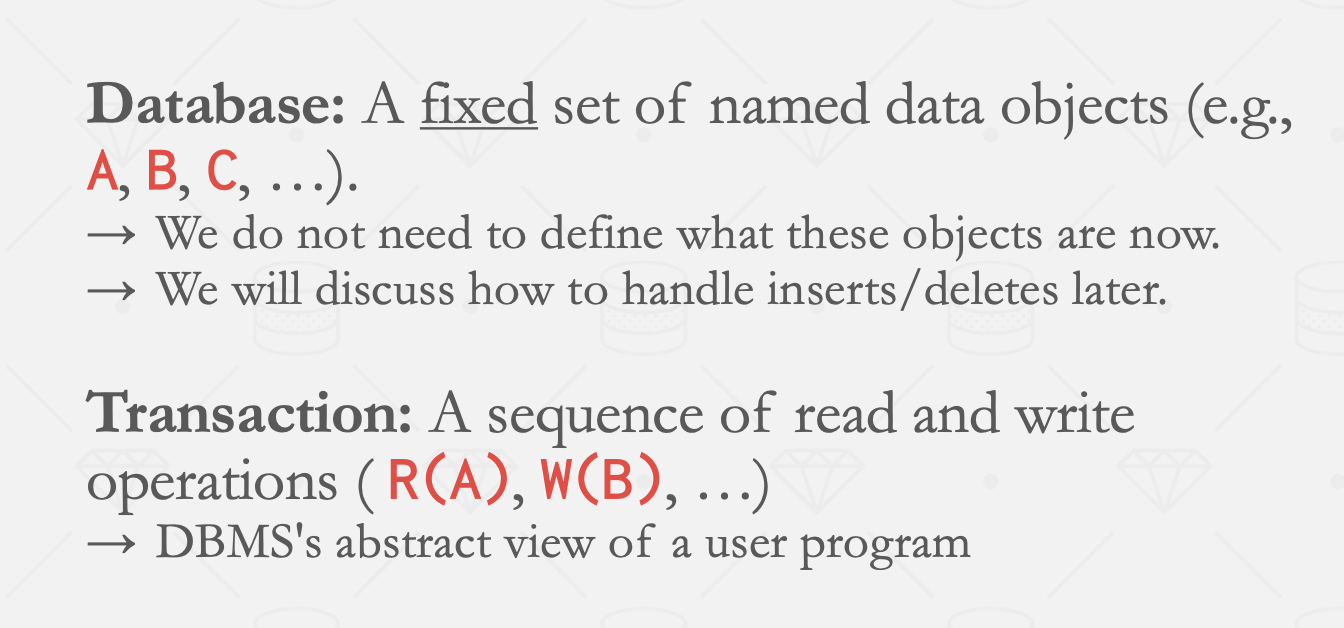 Database: A fixed set of named data objects (e.g.,
A, B, C, …).
→ We do not need to define what these objects are now.
→ We will discuss how to handle inserts/deletes later.
Transaction: A sequence of read and write
operations ( R(A), W(B), …)
→ DBMS's abstract view of a user program